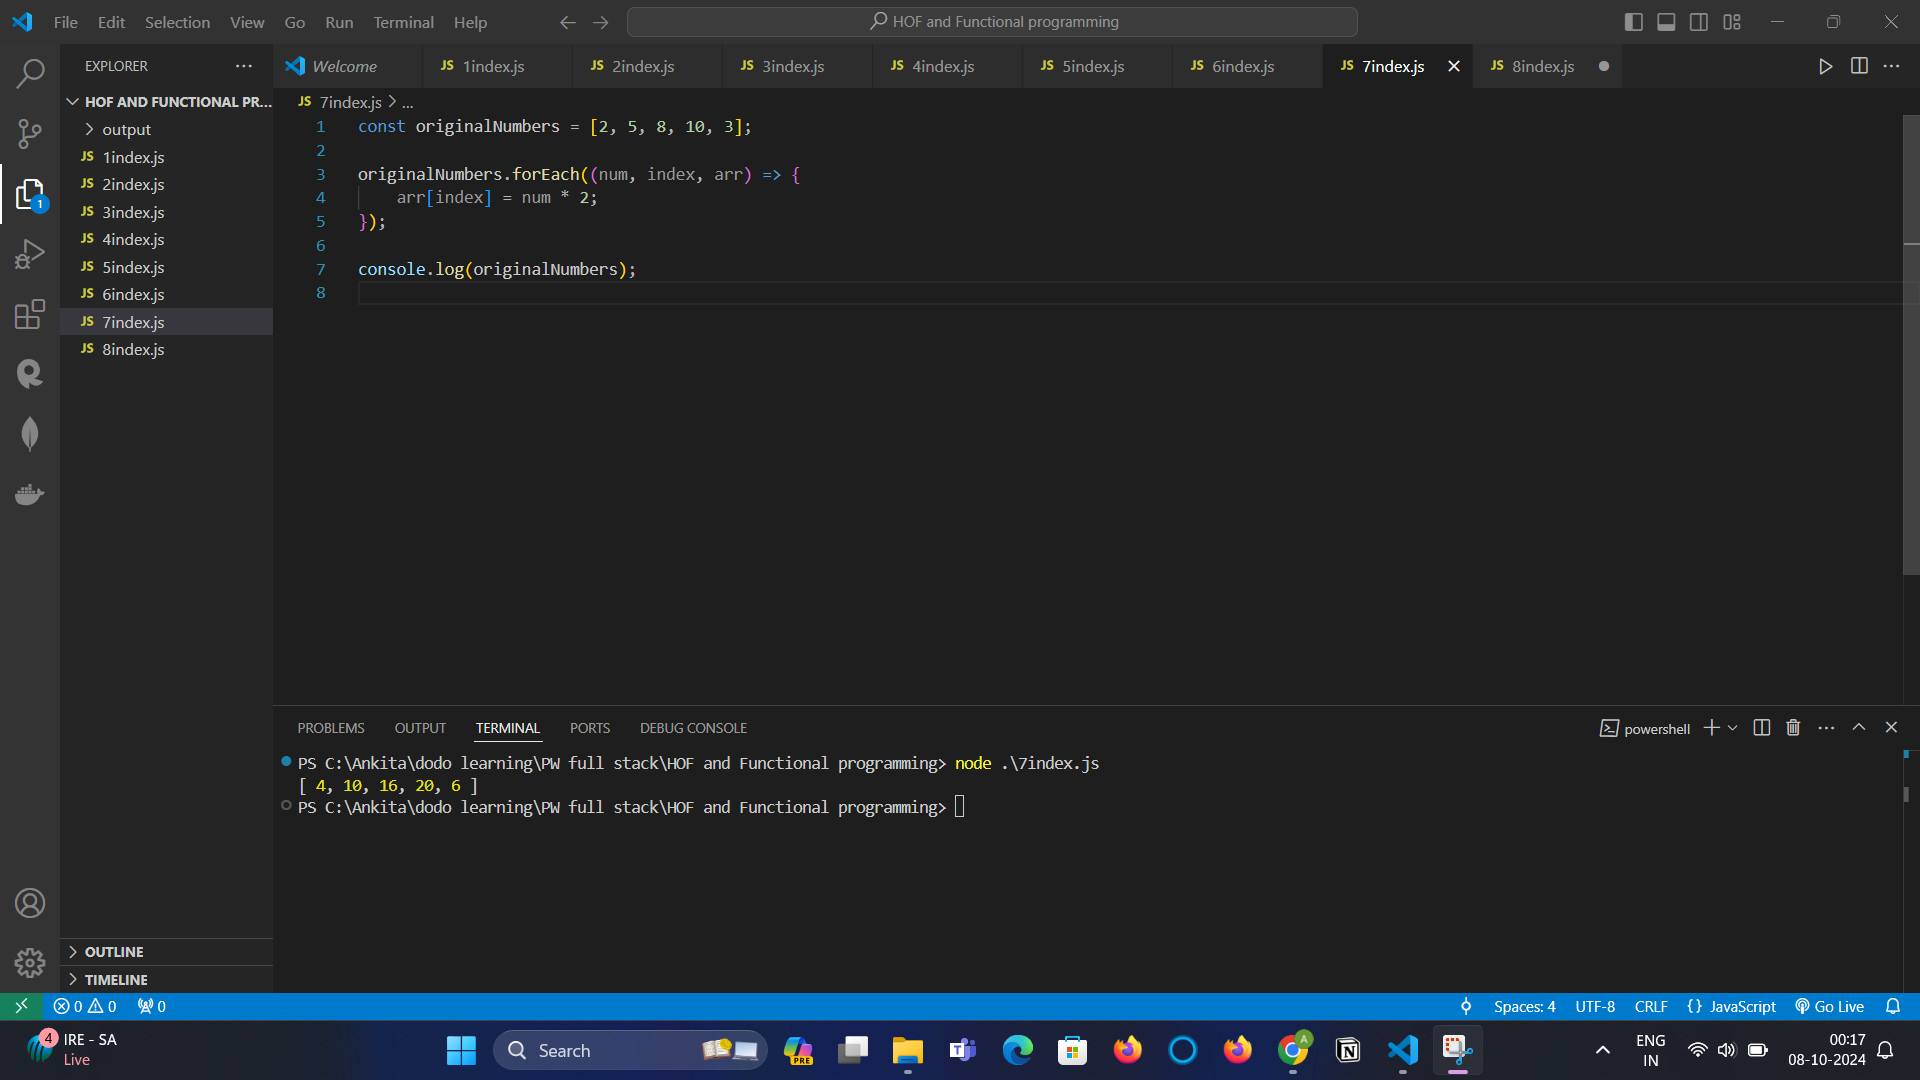 File Edit Selection View Go Run Terminal Help
HOF and Functional programming
EXPLORER
Welcome
JS 1index.js
JS 2index.js
JS 3index.js
JS 4index.js
JS 5index.js
JS 6index.js
JS 7index.js
JS 8index.js
HOF AND FUNCTIONAL PR...
output
JS 1index.js
JS 2index.js
JS 3index.js
JS 4index.js
JS 5index.js
JS 6index.js
JS 7index.js
JS 8index.js
1
OUTLINE
TIMELINE
JS 7index.js > ...
1 const originalNumbers = [2, 5, 8, 10, 3];
2
3 originalNumbers.forEach((num, index, arr) => {
4 arr[index] = num * 2;
5 });
6
7 console.log(originalNumbers);
8
PROBLEMS OUTPUT TERMINAL PORTS DEBUG CONSOLE
powershell
PS C:\Ankita\dodo learning\PW full stack\HOF and Functional programming> node .\7index.js
[ 4, 10, 16, 20, 6 ]
PS C:\Ankita\dodo learning\PW full stack\HOF and Functional programming>
0 0 0
Spaces: 4 UTF-8 CRLF {} JavaScript Go Live
4
IRE - SA
Live
Search
PRE
A
ENG
IN
00:17
08-10-2024